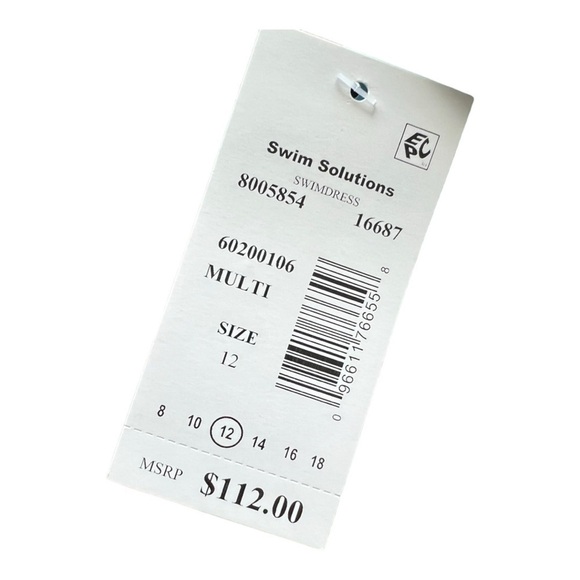 EPC
Swim Solutions
SWIMDRESS
8005854 16687
60200106
MULTI
SIZE
12
0 96611 76655 8
8 10 12 14 16 18
MSRP $112.00